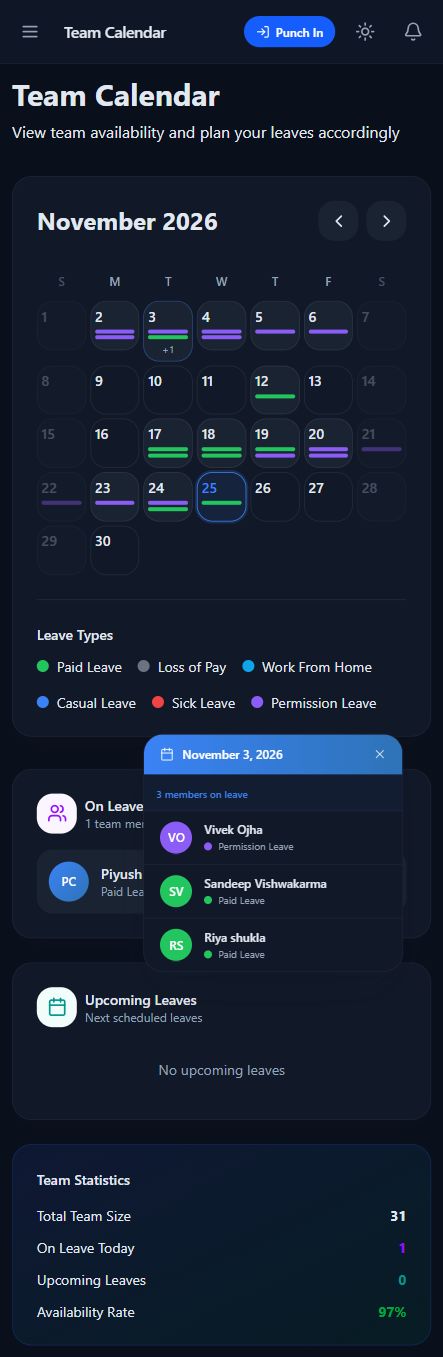 Team Calendar
Punch In
Team Calendar
View team availability and plan your leaves accordingly
November 2026
S M T W T F S
1 2 3 4 5 6 7
+1
8 9 10 11 12 13 14
15 16 17 18 19 20 21
22 23 24 25 26 27 28
29 30
Leave Types
Paid Leave Loss of Pay Work From Home
Casual Leave Sick Leave Permission Leave
November 3, 2026
3 members on leave
VO Vivek Ojha
Permission Leave
SV Sandeep Vishwakarma
Paid Leave
RS Riya shukla
Paid Leave
On Leave
1 team
PC Piyush
Paid
Upcoming Leaves
Next scheduled leaves
No upcoming leaves
Team Statistics
Total Team Size 31
On Leave Today 1
Upcoming Leaves 0
Availability Rate 97%